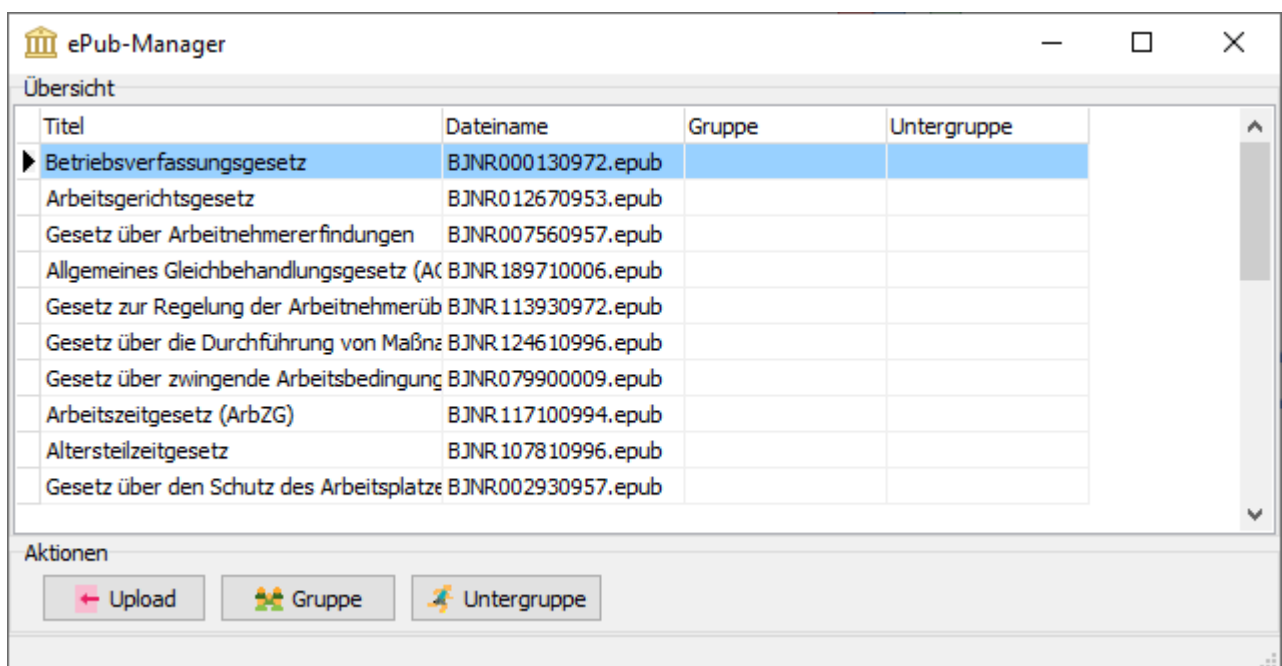 ePub-Manager
Übersicht
Titel Dateiname Gruppe Untergruppe
Betriebsverfassungsgesetz BJNR000130972.epub
Arbeitsgerichtsgesetz BJNR012670953.epub
Gesetz über Arbeitnehmererfindungen BJNR007560957.epub
Allgemeines Gleichbehandlungsgesetz (AG BJNR189710006.epub
Gesetz zur Regelung der Arbeitnehmerüb BJNR113930972.epub
Gesetz über die Durchführung von Maßna BJNR124610996.epub
Gesetz über zwingende Arbeitsbedingung BJNR079900009.epub
Arbeitszeitgesetz (ArbZG) BJNR117100994.epub
Altersteilzeitgesetz BJNR107810996.epub
Gesetz über den Schutz des Arbeitsplatze BJNR002930957.epub
Aktionen
Upload Gruppe Untergruppe